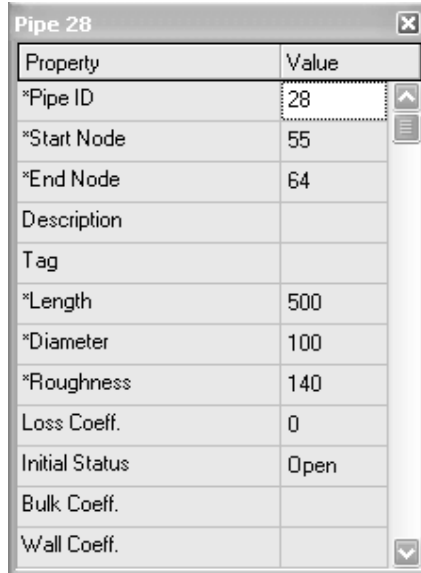 Pipe 28
Property Value
*Pipe ID 28
*Start Node 55
*End Node 64
Description
Tag
*Length 500
*Diameter 100
*Roughness 140
Loss Coeff. 0
Initial Status Open
Bulk Coeff.
Wall Coeff.